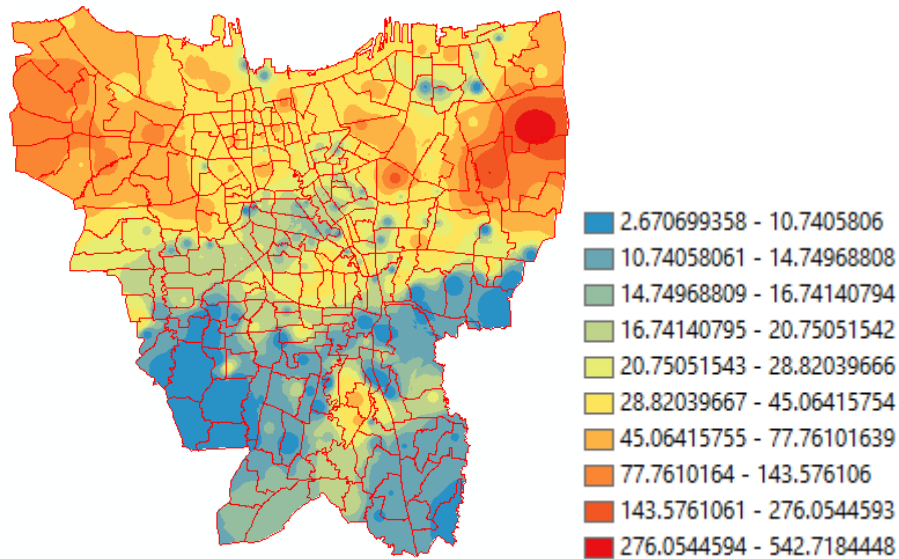 2.670699358 - 10.7405806
10.74058061 - 14.74968808
14.74968809 - 16.74140794
16.74140795 - 20.75051542
20.75051543 - 28.82039666
28.82039667 - 45.06415754
45.06415755 - 77.76101639
77.7610164 - 143.576106
143.5761061 - 276.0544593
276.0544594 - 542.7184448